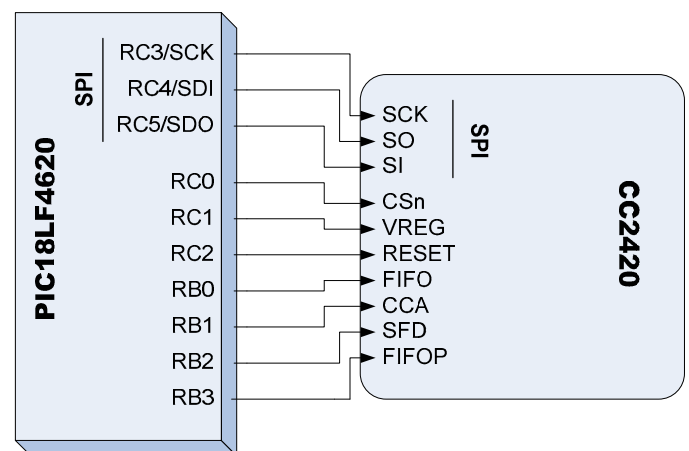 PIC18LF4620
SPI
RC3/SCK
RC4/SDI
RC5/SDO
RC0
RC1
RC2
RB0
RB1
RB2
RB3
SCK
SO
SI
CSn
VREG
RESET
FIFO
CCA
SFD
FIFOP
SPI
CC2420